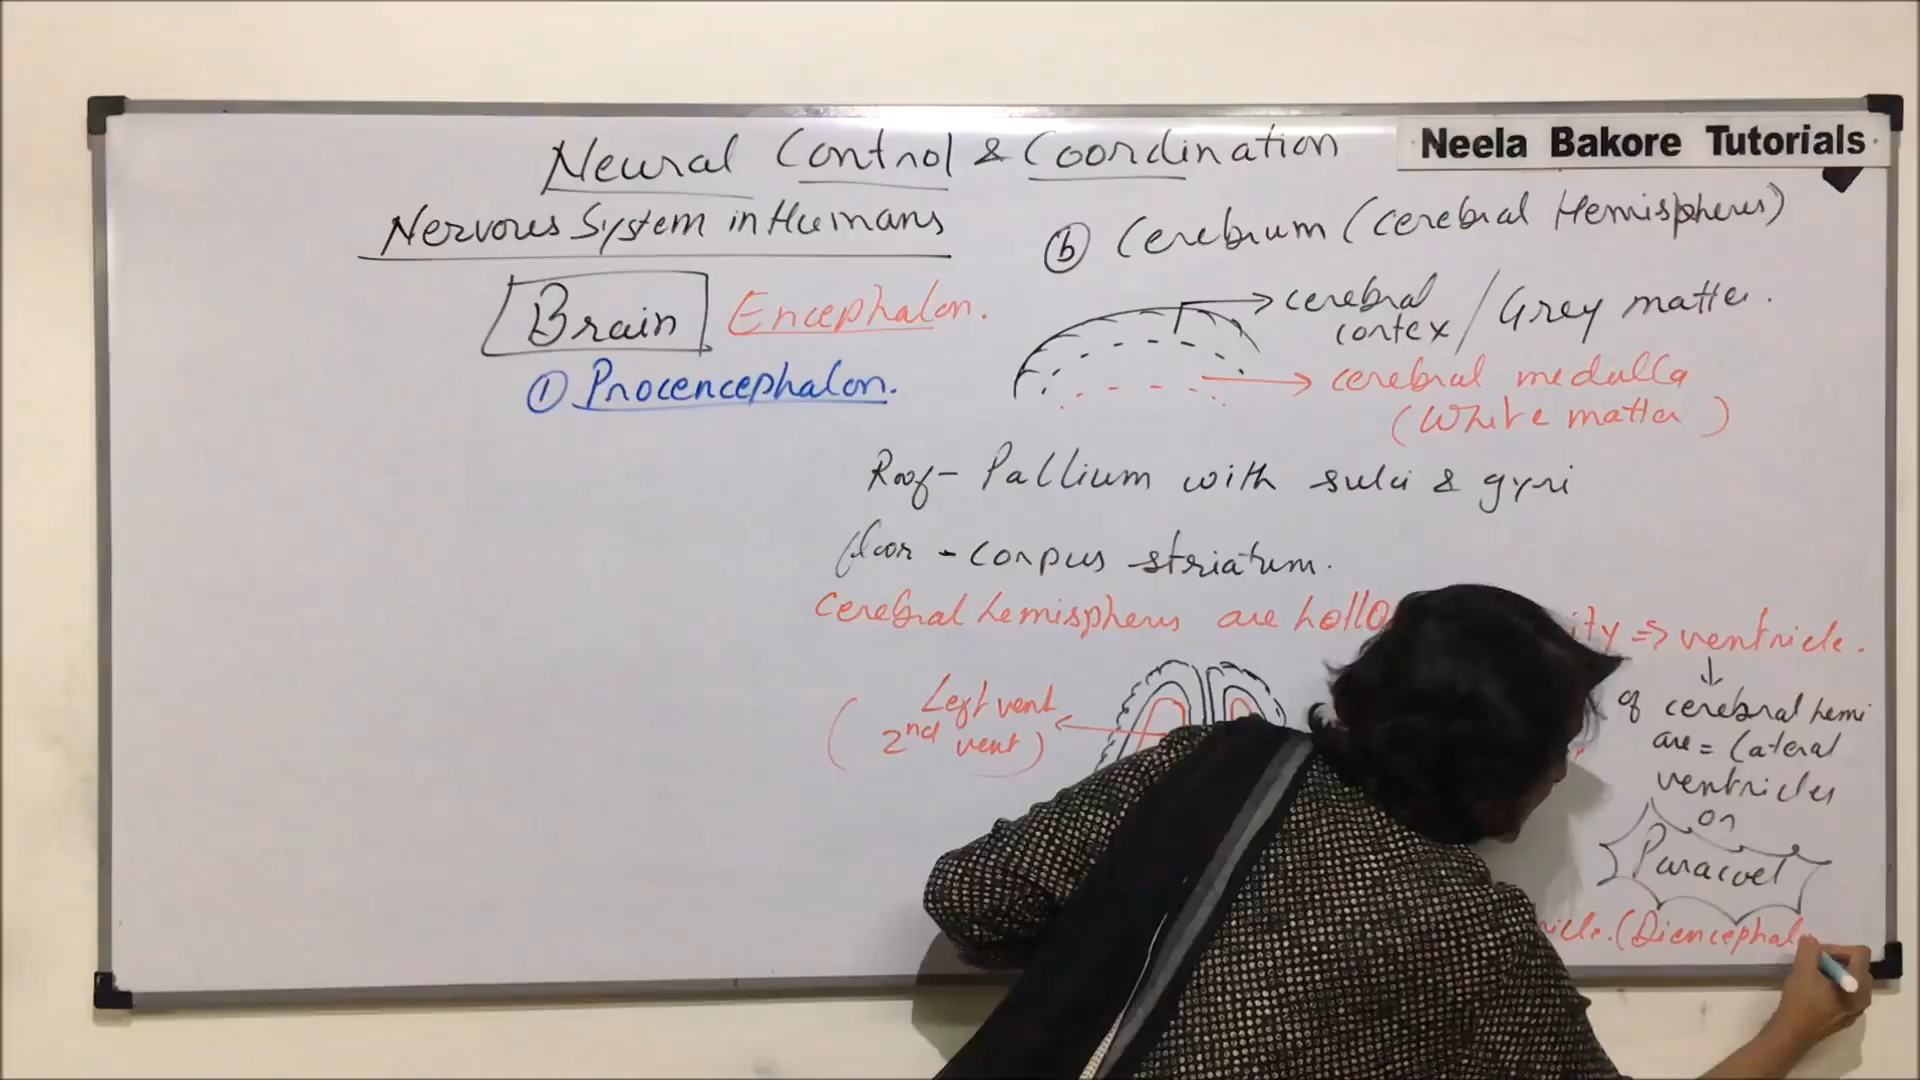 Neural Control & Coordination
Neela Bakore Tutorials
Nervous System in Humans
Brain Encephalon.
① Procencephalon.
ⓑ Cerebrum (Cerebral Hemispheres)
cerebral cortex / Grey matter.
cerebral medulla
(White matter)
Roof - Pallium with sulci & gyri
floor - corpus striatum.
Cerebral hemispheres are ⇒ ventricle.
↓
of cerebral hemi
are = Lateral
ventricles
or
Paracoel
Left vent
(2nd vent)
(Diencephal